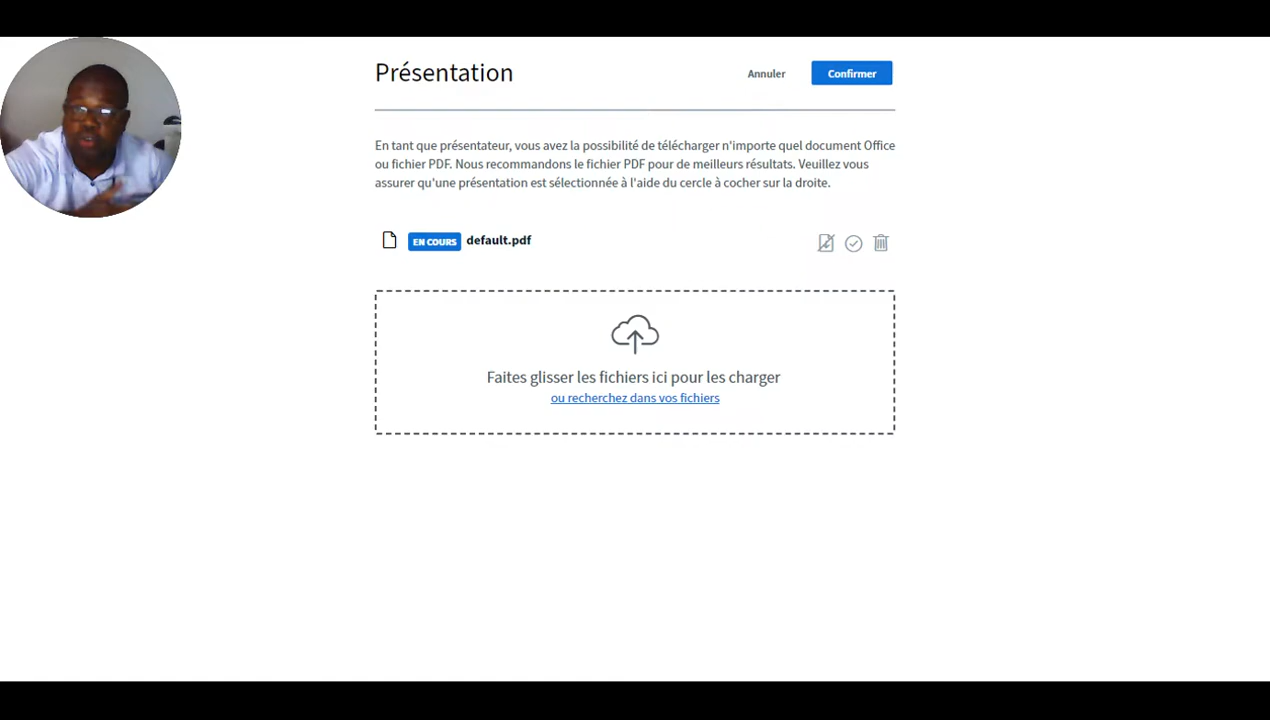 Présentation
Annuler
Confirmer
En tant que présentateur, vous avez la possibilité de télécharger n'importe quel document Office
ou fichier PDF. Nous recommandons le fichier PDF pour de meilleurs résultats. Veuillez vous
assurer qu'une présentation est sélectionnée à l'aide du cercle à cocher sur la droite.
EN COURS default.pdf
Faites glisser les fichiers ici pour les charger
ou recherchez dans vos fichiers